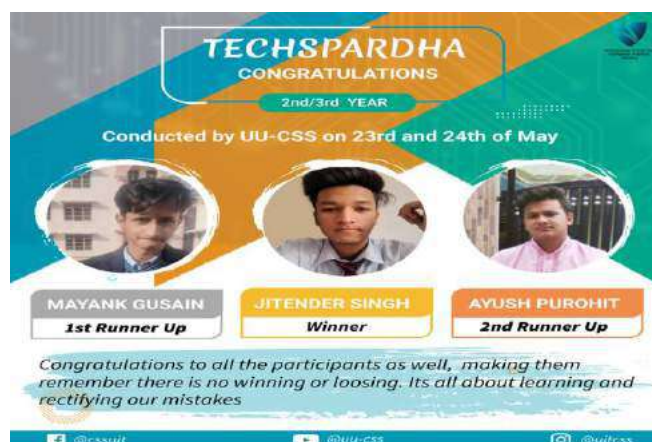 TECHSPARDHA
CONGRATULATIONS
2nd/3rd YEAR
Conducted by UU-CSS on 23rd and 24th of May
MAYANK GUSAIN
1st Runner Up
JITENDER SINGH
Winner
AYUSH PUROHIT
2nd Runner Up
Congratulations to all the participants as well, making them
remember there is no winning or loosing. Its all about learning and
rectifying our mistakes
@cssuit
@uu-css
@uitcss